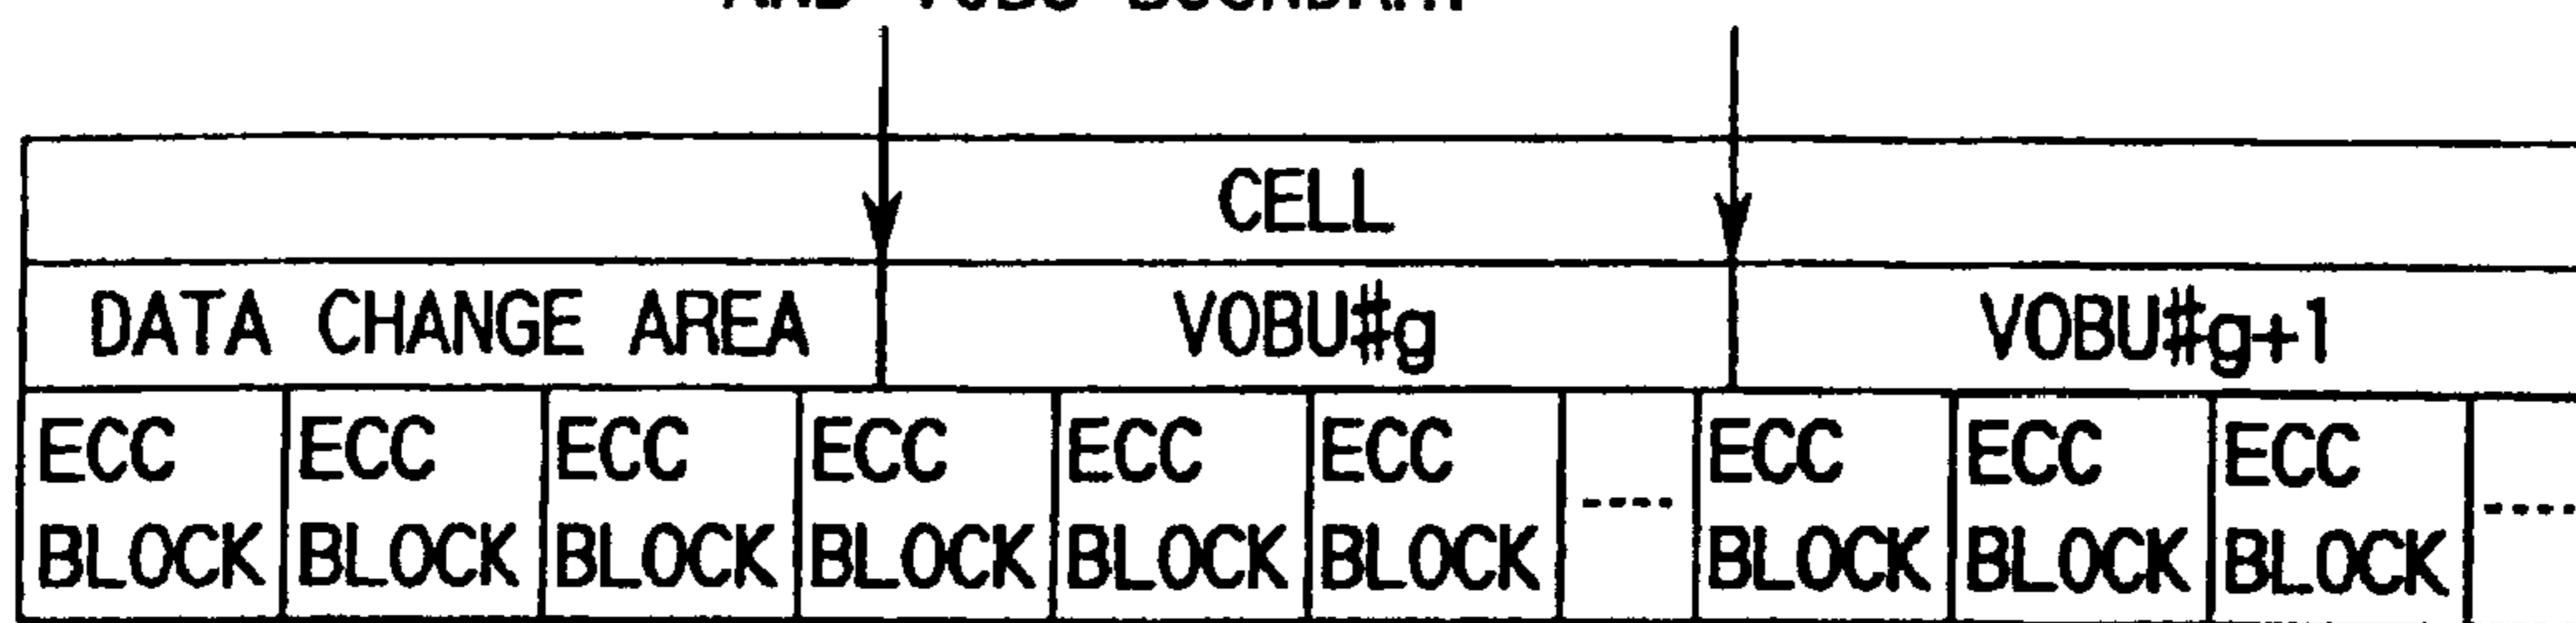 CELL
DATA CHANGE AREA VOBU#g VOBU#g+1
ECC ECC ECC ECC ECC ECC ECC ECC ECC
BLOCK BLOCK BLOCK BLOCK BLOCK BLOCK ---- BLOCK BLOCK BLOCK ----